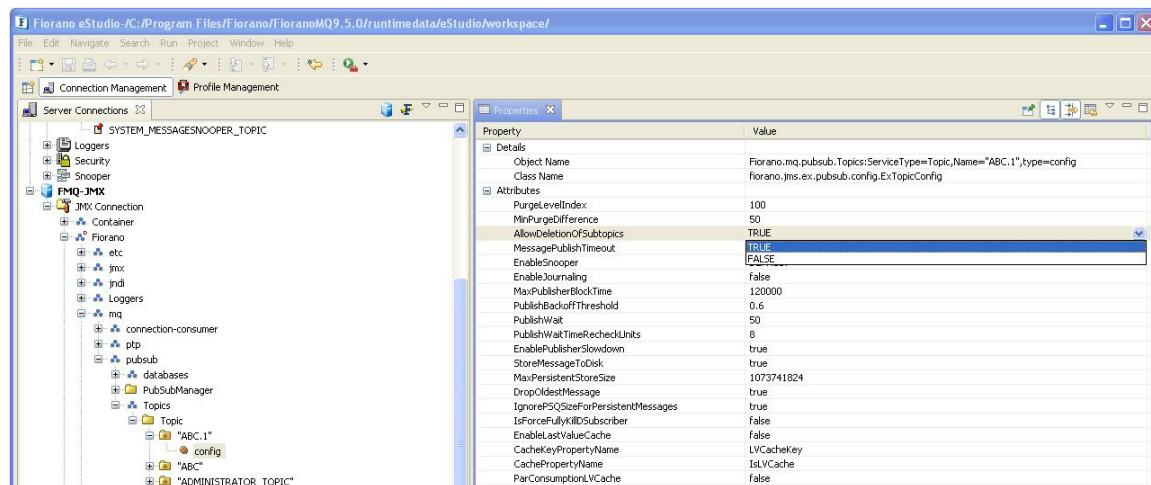 Fiorano eStudio-/C:/Program Files/Fiorano/FioranoMQ9.5.0/runtimedata/eStudio/workspace/
File Edit Navigate Search Run Project Window Help
Connection Management Profile Management
Server Connections
SYSTEM_MESSAGESNOOPER_TOPIC
Loggers
Security
Snooper
FMQ-JMX
JMX Connection
Container
Fiorano
etc
jmx
jndi
Loggers
mq
connection-consumer
ptp
pubsub
databases
PubSubManager
Topics
Topic
"ABC.1"
config
"ABC"
"ADMINISTRATOR_TOPIC"
Properties
Property Value
Details
Object Name Fiorano.mq.pubsub.Topics:ServiceType=Topic,Name="ABC.1",type=config
Class Name fiorano.jms.ex.pubsub.config.ExTopicConfig
Attributes
PurgeLevelIndex 100
MinPurgeDifference 50
AllowDeletionOfSubtopics TRUE
MessagePublishTimeout TRUE
EnableSnooper FALSE
EnableJournaling false
MaxPublisherBlockTime 120000
PublishBackoffThreshold 0.6
PublishWait 50
PublishWaitTimeRecheckUnits 8
EnablePublisherSlowdown true
StoreMessageToDisk true
MaxPersistentStoreSize 1073741824
DropOldestMessage true
IgnorePSQSizeForPersistentMessages true
IsForceFullyKillDSubscriber false
EnableLastValueCache false
CacheKeyPropertyName LVCacheKey
CachePropertyName IsLVCache
ParConsumptionLVCache false